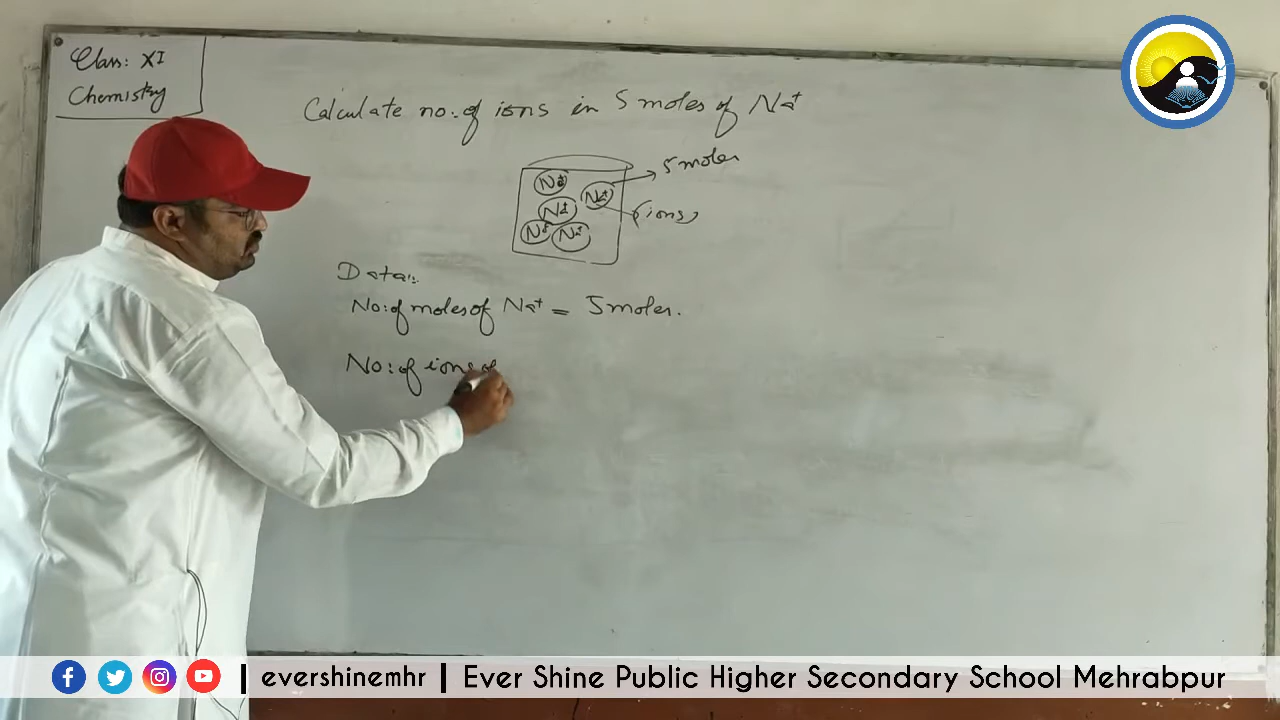 Class: XI
Chemistry
Calculate no: of ions in 5 moles of Na+
Na+
Na+
Na+
Na+
Na+
5 moles
(ions)
Data:
No: of moles of Na+ = 5 moles.
No: of ions of
evershinemhr | Ever Shine Public Higher Secondary School Mehrabpur